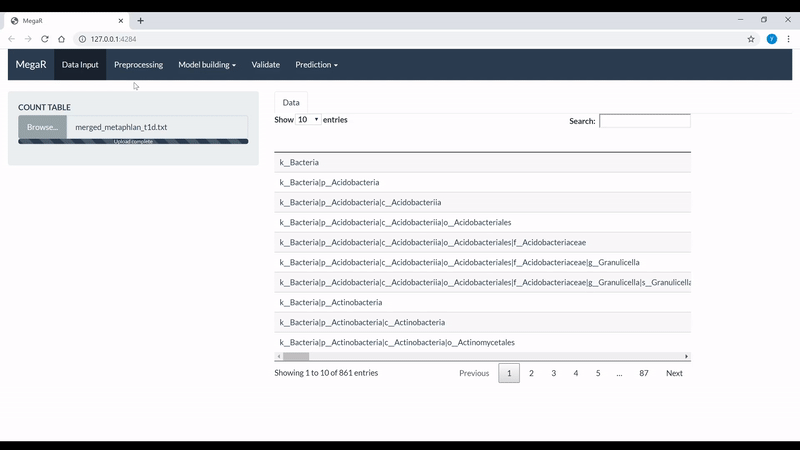 MegaR
127.0.0.1:4284
MegaR Data Input Preprocessing Model building Validate Prediction
COUNT TABLE
Browse... merged_metaphlan_t1d.txt
Upload complete
Data
Show 10 entries Search:
k__Bacteria
k__Bacteria|p__Acidobacteria
k__Bacteria|p__Acidobacteria|c__Acidobacteriia
k__Bacteria|p__Acidobacteria|c__Acidobacteriia|o__Acidobacteriales
k__Bacteria|p__Acidobacteria|c__Acidobacteriia|o__Acidobacteriales|f__Acidobacteriaceae
k__Bacteria|p__Acidobacteria|c__Acidobacteriia|o__Acidobacteriales|f__Acidobacteriaceae|g__Granulicella
k__Bacteria|p__Acidobacteria|c__Acidobacteriia|o__Acidobacteriales|f__Acidobacteriaceae|g__Granulicella|s__Granulicella
k__Bacteria|p__Actinobacteria
k__Bacteria|p__Actinobacteria|c__Actinobacteria
k__Bacteria|p__Actinobacteria|c__Actinobacteria|o__Actinomycetales
Showing 1 to 10 of 861 entries Previous 1 2 3 4 5 ... 87 Next